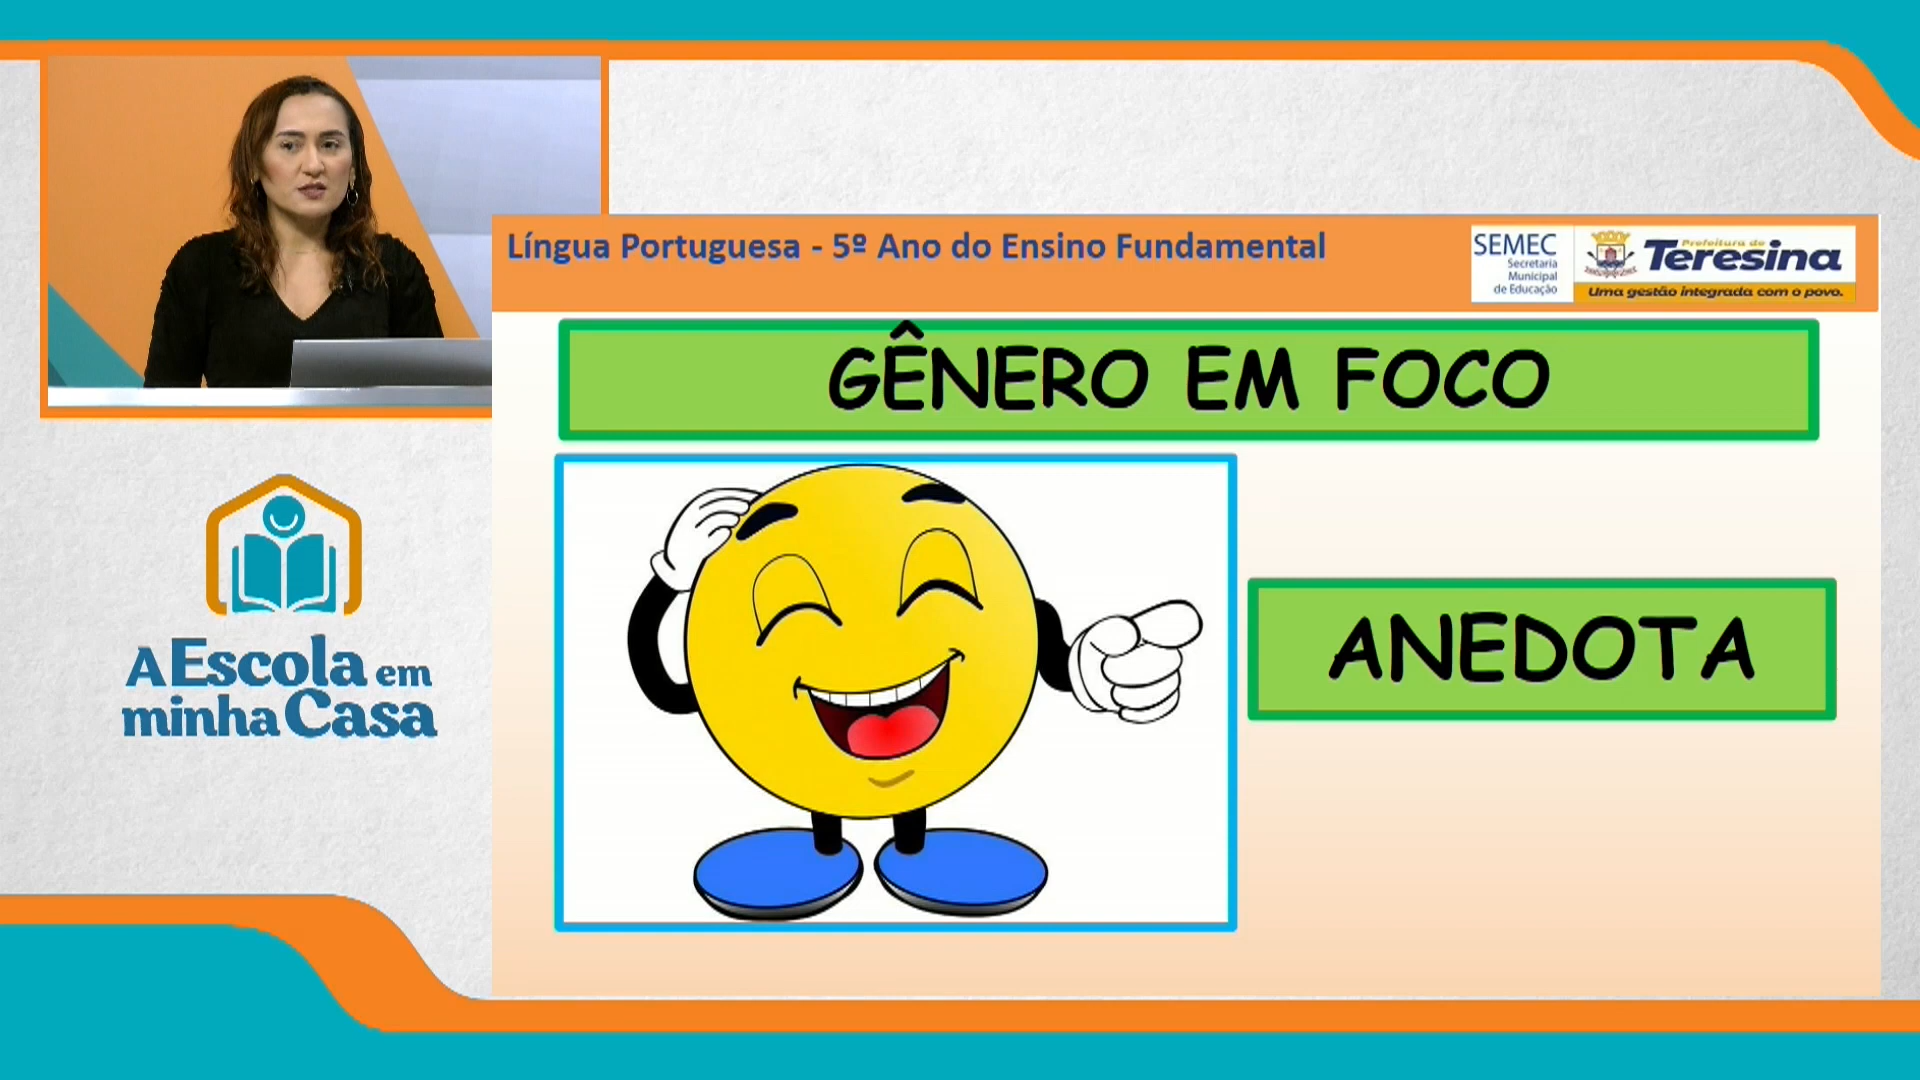 Língua Portuguesa - 5º Ano do Ensino Fundamental
SEMEC
Secretaria
Municipal
de Educação
Prefeitura de
Teresina
Uma gestão integrada com o povo.
GÊNERO EM FOCO
ANEDOTA
A Escola em
minha Casa